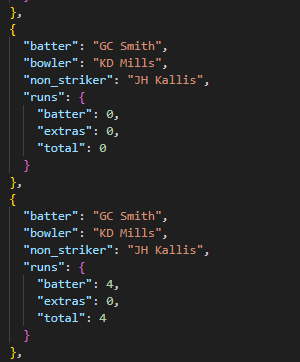 },
{
"batter": "GC Smith",
"bowler": "KD Mills",
"non_striker": "JH Kallis",
"runs": {
"batter": 0,
"extras": 0,
"total": 0
}
},
{
"batter": "GC Smith",
"bowler": "KD Mills",
"non_striker": "JH Kallis",
"runs": {
"batter": 4,
"extras": 0,
"total": 4
}
},